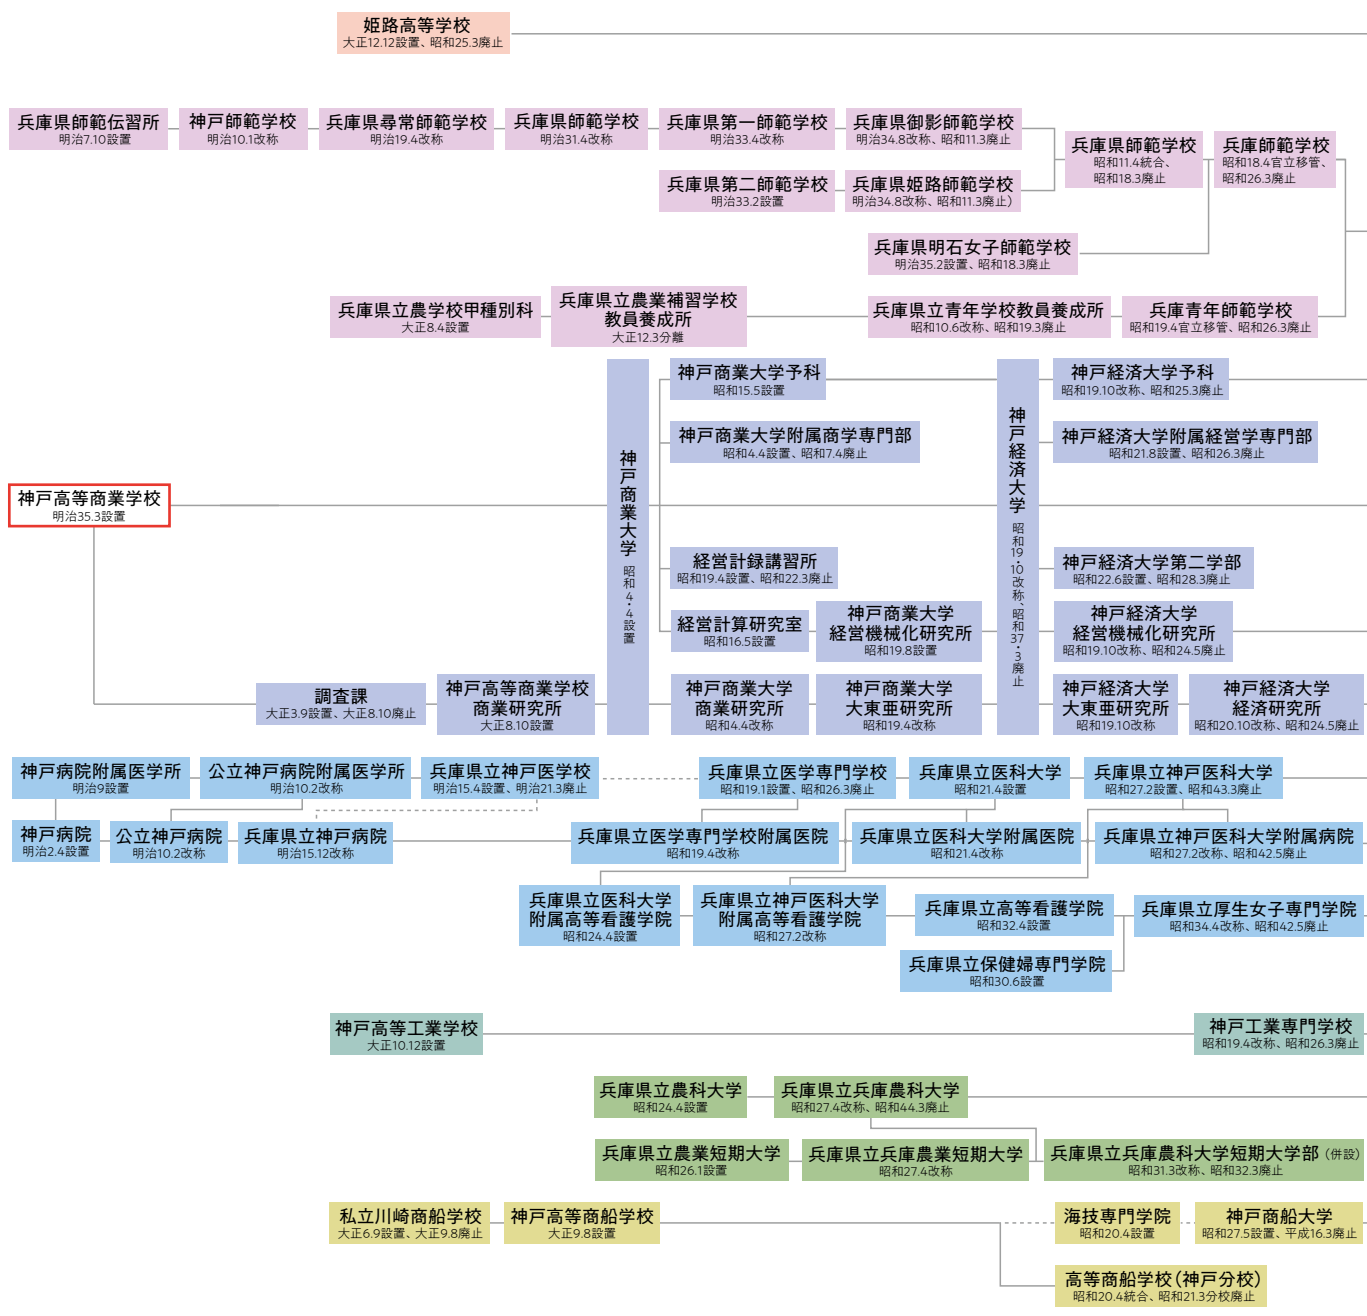 姫路高等学校
大正12.12設置、昭和25.3廃止
兵庫県師範伝習所
明治7.10設置
神戸師範学校
明治10.1改称
兵庫県尋常師範学校
明治19.4改称
兵庫県師範学校
明治31.4改称
兵庫県第一師範学校
明治33.4改称
兵庫県御影師範学校
明治34.8改称、昭和11.3廃止
兵庫県第二師範学校
明治33.2設置
兵庫県姫路師範学校
明治34.8改称、昭和11.3廃止）
兵庫県師範学校
昭和11.4統合、
昭和18.3廃止
兵庫師範学校
昭和18.4官立移管、
昭和26.3廃止
兵庫県明石女子師範学校
明治35.2設置、昭和18.3廃止
兵庫県立農学校甲種別科
大正8.4設置
兵庫県立農業補習学校
教員養成所
大正12.3分離
兵庫県立青年学校教員養成所
昭和10.6改称、昭和19.3廃止
兵庫青年師範学校
昭和19.4官立移管、昭和26.3廃止
神戸高等商業学校
明治35.3設置
神戸商業大学 昭和4・4設置
神戸商業大学予科
昭和15.5設置
神戸商業大学附属商学専門部
昭和4.4設置、昭和7.4廃止
経営計録講習所
昭和19.4設置、昭和22.3廃止
経営計算研究室
昭和16.5設置
神戸商業大学
経営機械化研究所
昭和19.8設置
神戸経済大学 昭和19・10改称、昭和37・3廃止
神戸経済大学予科
昭和19.10改称、昭和25.3廃止
神戸経済大学附属経営学専門部
昭和21.8設置、昭和26.3廃止
神戸経済大学第二学部
昭和22.6設置、昭和28.3廃止
神戸経済大学
経営機械化研究所
昭和19.10改称、昭和24.5廃止
調査課
大正3.9設置、大正8.10廃止
神戸高等商業学校
商業研究所
大正8.10設置
神戸商業大学
商業研究所
昭和4.4改称
神戸商業大学
大東亜研究所
昭和19.4改称
神戸経済大学
大東亜研究所
昭和19.10改称
神戸経済大学
経済研究所
昭和20.10改称、昭和24.5廃止
神戸病院附属医学所
明治9設置
公立神戸病院附属医学所
明治10.2改称
兵庫県立神戸医学校
明治15.4設置、明治21.3廃止
兵庫県立医学専門学校
昭和19.1設置、昭和26.3廃止
兵庫県立医科大学
昭和21.4設置
兵庫県立神戸医科大学
昭和27.2設置、昭和43.3廃止
神戸病院
明治2.4設置
公立神戸病院
明治10.2改称
兵庫県立神戸病院
明治15.12改称
兵庫県立医学専門学校附属医院
昭和19.4改称
兵庫県立医科大学附属医院
昭和21.4改称
兵庫県立神戸医科大学附属病院
昭和27.2改称、昭和42.5廃止
兵庫県立医科大学
附属高等看護学院
昭和24.4設置
兵庫県立神戸医科大学
附属高等看護学院
昭和27.2改称
兵庫県立高等看護学院
昭和32.4設置
兵庫県立厚生女子専門学院
昭和34.4改称、昭和42.5廃止
兵庫県立保健婦専門学院
昭和30.6設置
神戸高等工業学校
大正10.12設置
神戸工業専門学校
昭和19.4改称、昭和26.3廃止
兵庫県立農科大学
昭和24.4設置
兵庫県立兵庫農科大学
昭和27.4改称、昭和44.3廃止
兵庫県立農業短期大学
昭和26.1設置
兵庫県立兵庫農業短期大学
昭和27.4改称
兵庫県立兵庫農科大学短期大学部（併設）
昭和31.3改称、昭和32.3廃止
私立川崎商船学校
大正6.9設置、大正9.8廃止
神戸高等商船学校
大正9.8設置
海技専門学院
昭和20.4設置
神戸商船大学
昭和27.5設置、平成16.3廃止
高等商船学校（神戸分校）
昭和20.4統合、昭和21.3分校廃止